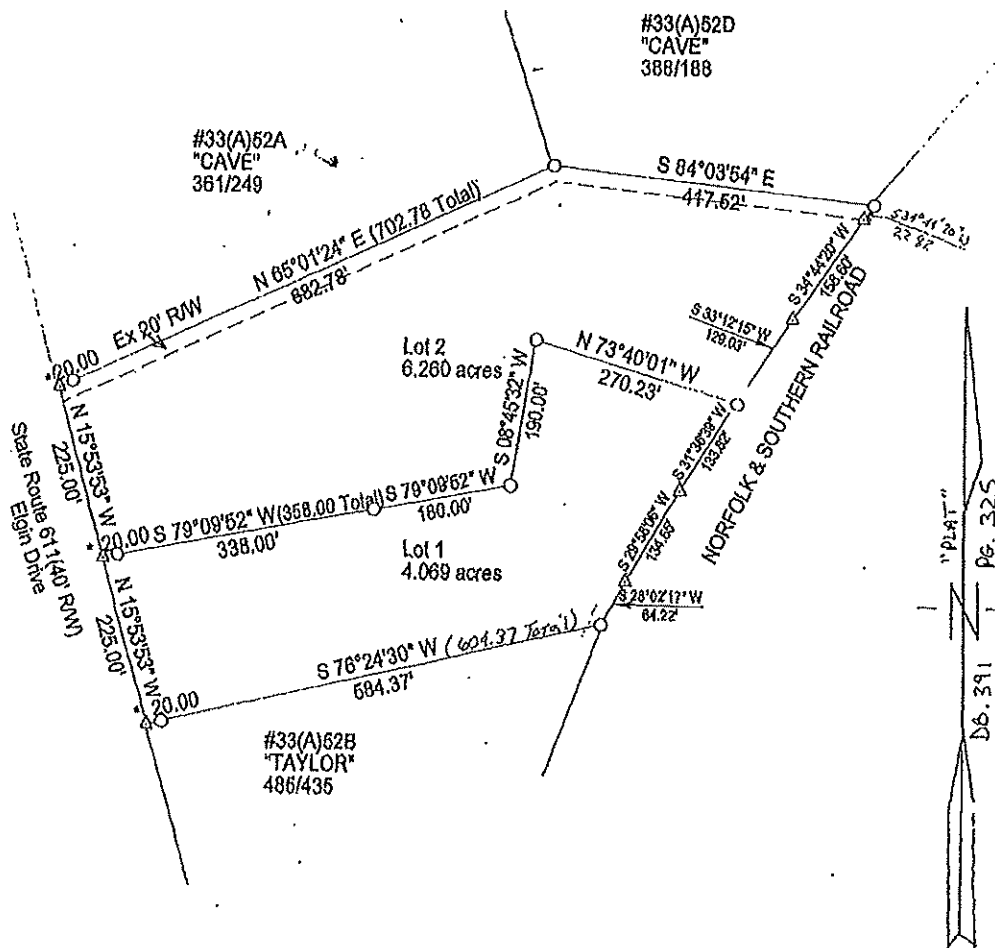 #33(A)52D
"CAVE"
388/188
#33(A)52A
"CAVE"
361/249
S 84°03'54" E
417.52'
N 65°01'24" E (702.78 Total)
682.78'
Ex 20' R/W
S 34°44'20" W
158.60'
S 33°12'15" W
129.03'
NORFOLK & SOUTHERN RAILROAD
Lot 2
6.260 acres
N 73°40'01" W
270.23'
S 08°45'32" W
190.00'
*20.00
N 15°53'53" W
225.00'
State Route 611(40' R/W)
Elgin Drive
*20.00
S 79°09'52" W(358.00 Total)
338.00'
S 79°09'52" W
180.00'
S 31°36'39" W
133.82'
S 29°58'06" W
134.65'
S 28°02'17" W
64.22'
Lot 1
4.069 acres
N 15°53'53" W
225.00'
*20.00
S 76°24'30" W (604.37 Total)
584.37'
#33(A)52B
"TAYLOR"
486/435
"PLAT"
N
DB. 391 PG. 325